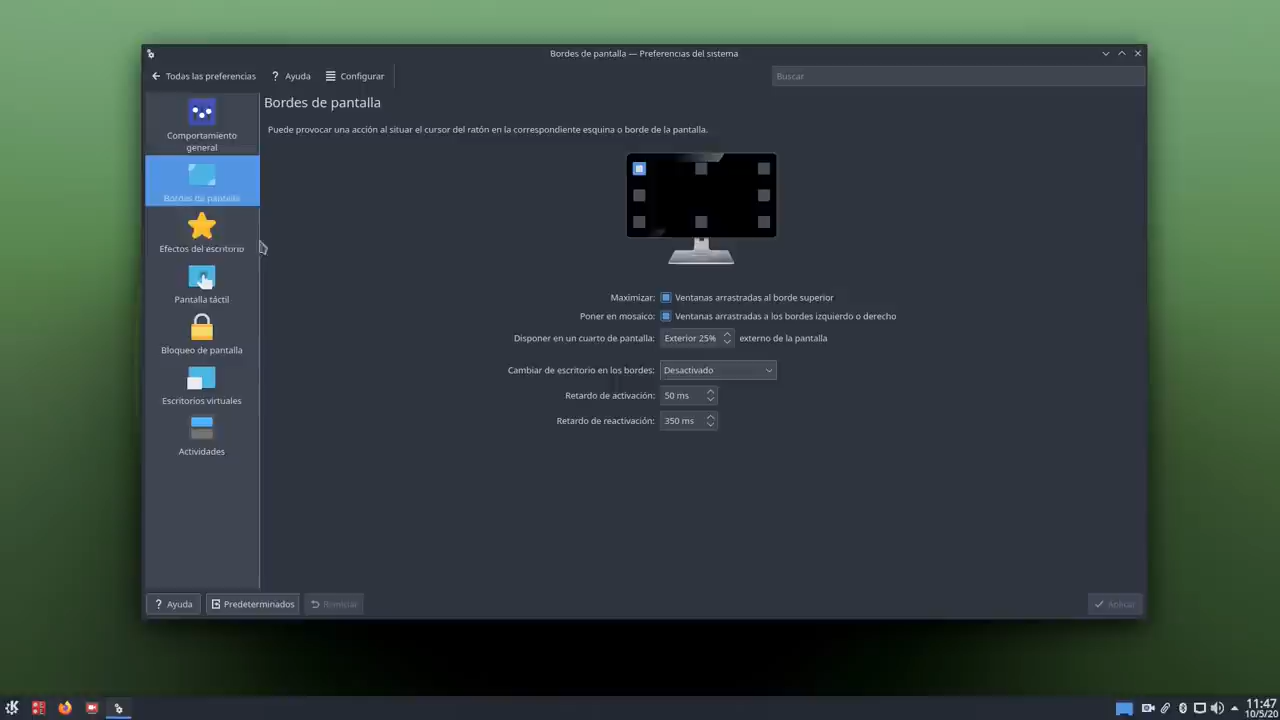 Bordes de pantalla — Preferencias del sistema
Todas las preferencias
Ayuda
Configurar
Buscar
Comportamiento
general
Bordes de pantalla
Efectos del escritorio
Pantalla táctil
Bloqueo de pantalla
Escritorios virtuales
Actividades
Bordes de pantalla
Puede provocar una acción al situar el cursor del ratón en la correspondiente esquina o borde de la pantalla.
Maximizar: Ventanas arrastradas al borde superior
Poner en mosaico: Ventanas arrastradas a los bordes izquierdo o derecho
Disponer en un cuarto de pantalla: Exterior 25% externo de la pantalla
Cambiar de escritorio en los bordes: Desactivado
Retardo de activación: 50 ms
Retardo de reactivación: 350 ms
Ayuda
Predeterminados
Reiniciar
Aplicar
11:47
10/5/20